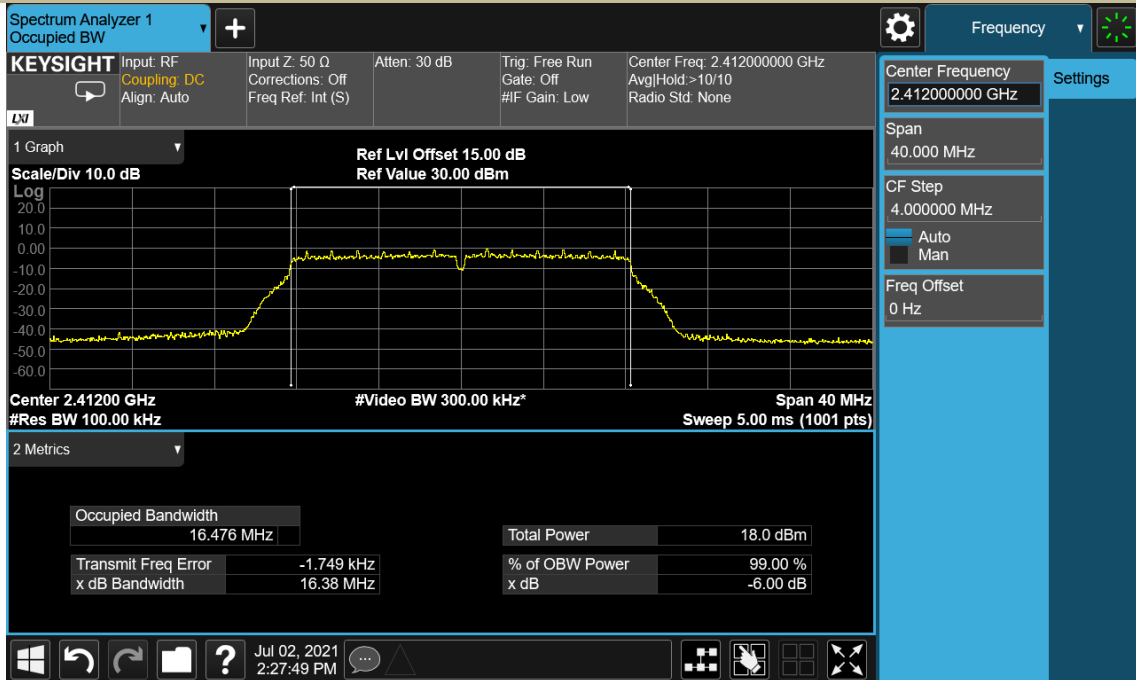 Spectrum Analyzer 1
Occupied BW
Frequency
KEYSIGHT
LXI
Input: RF
Coupling: DC
Align: Auto
Input Z: 50 Ω
Corrections: Off
Freq Ref: Int (S)
Atten: 30 dB
Trig: Free Run
Gate: Off
#IF Gain: Low
Center Freq: 2.412000000 GHz
Avg|Hold:>10/10
Radio Std: None
Center Frequency
2.412000000 GHz
Settings
Span
40.000 MHz
CF Step
4.000000 MHz
Auto
Man
Freq Offset
0 Hz
1 Graph
Scale/Div 10.0 dB
Ref Lvl Offset 15.00 dB
Ref Value 30.00 dBm
Log
20.0
10.0
0.00
-10.0
-20.0
-30.0
-40.0
-50.0
-60.0
Center 2.41200 GHz
#Video BW 300.00 kHz*
Span 40 MHz
#Res BW 100.00 kHz
Sweep 5.00 ms (1001 pts)
2 Metrics
Occupied Bandwidth
16.476 MHz
Total Power 18.0 dBm
Transmit Freq Error -1.749 kHz
% of OBW Power 99.00 %
x dB Bandwidth 16.38 MHz
x dB -6.00 dB
Jul 02, 2021
2:27:49 PM